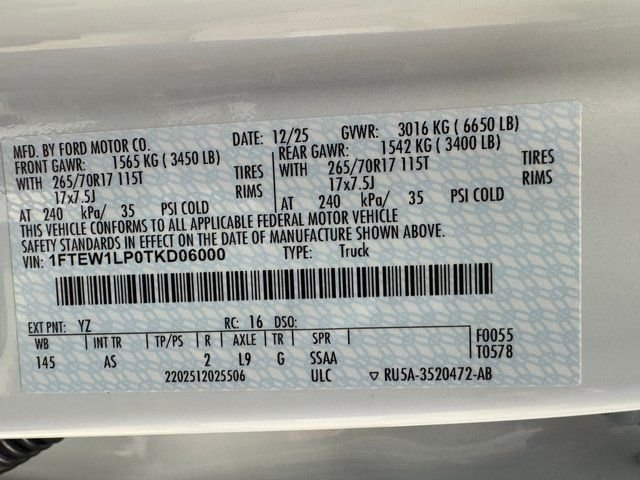 MFD. BY FORD MOTOR CO. DATE: 12/25 GVWR: 3016 KG ( 6650 LB)
FRONT GAWR: 1565 KG ( 3450 LB) REAR GAWR: 1542 KG ( 3400 LB)
WITH 265/70R17 115T TIRES WITH 265/70R17 115T TIRES
17x7.5J RIMS 17x7.5J RIMS
AT 240 kPa/ 35 PSI COLD AT 240 kPa/ 35 PSI COLD
THIS VEHICLE CONFORMS TO ALL APPLICABLE FEDERAL MOTOR VEHICLE
SAFETY STANDARDS IN EFFECT ON THE DATE OF MANUFACTURE SHOWN ABOVE.
VIN: 1FTEW1LP0TKD06000 TYPE: Truck
EXT PNT: YZ RC: 16 DSO:
WB INT TR TP/PS R AXLE TR SPR F0055
145 AS 2 L9 G SSAA T0578
2202512025506 ULC ▽ RU5A-3520472-AB